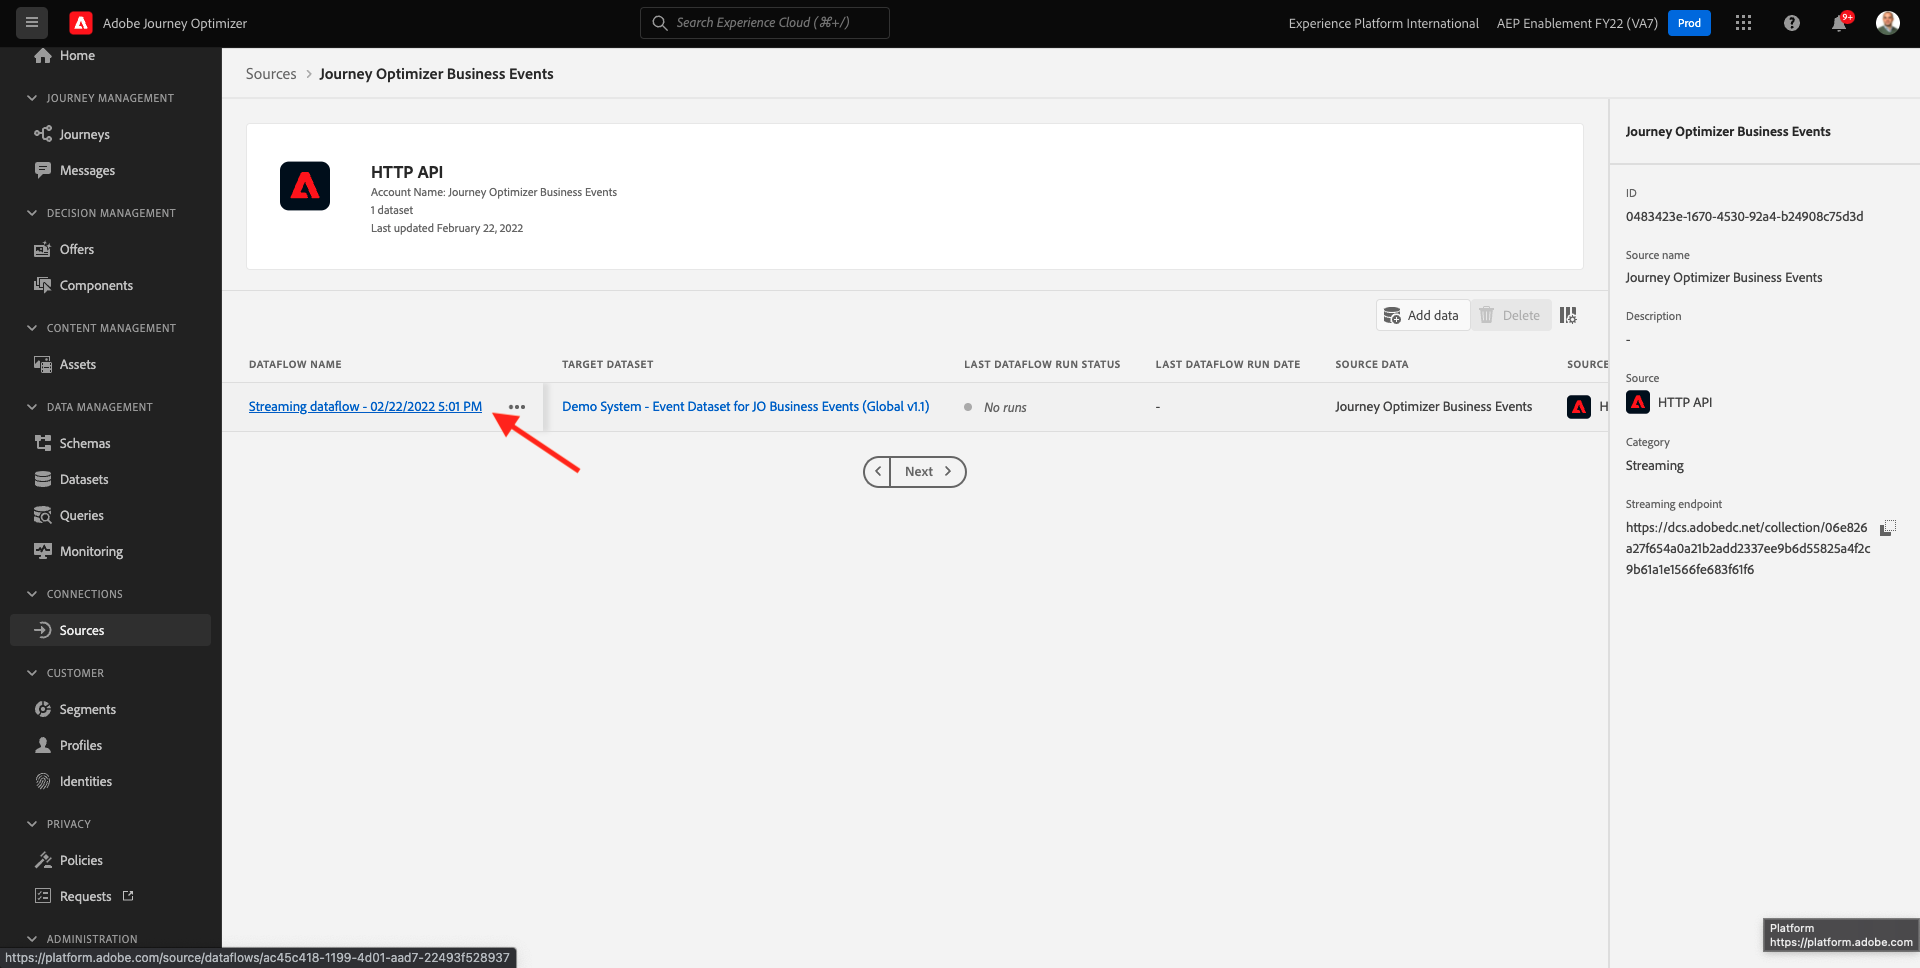 Adobe Journey Optimizer
Search Experience Cloud (⌘+/)
Experience Platform International
AEP Enablement FY22 (VA7)
Prod
9+
Home
JOURNEY MANAGEMENT
Journeys
Messages
DECISION MANAGEMENT
Offers
Components
CONTENT MANAGEMENT
Assets
DATA MANAGEMENT
Schemas
Datasets
Queries
Monitoring
CONNECTIONS
Sources
CUSTOMER
Segments
Profiles
Identities
PRIVACY
Policies
Requests
ADMINISTRATION
https://platform.adobe.com/source/dataflows/ac45c418-1199-4d01-aad7-22493f528937
Sources > Journey Optimizer Business Events
HTTP API
Account Name: Journey Optimizer Business Events
1 dataset
Last updated February 22, 2022
Add data
Delete
DATAFLOW NAME TARGET DATASET LAST DATAFLOW RUN STATUS LAST DATAFLOW RUN DATE SOURCE DATA SOURCE
Streaming dataflow - 02/22/2022 5:01 PM ••• Demo System - Event Dataset for JO Business Events (Global v1.1) No runs - Journey Optimizer Business Events H
Next
Journey Optimizer Business Events
ID
0483423e-1670-4530-92a4-b24908c75d3d
Source name
Journey Optimizer Business Events
Description
-
Source
HTTP API
Category
Streaming
Streaming endpoint
https://dcs.adobedc.net/collection/06e826
a27f654a0a21b2add2337ee9b6d55825a4f2c
9b61a1e1566fe683f61f6
Platform
https://platform.adobe.com